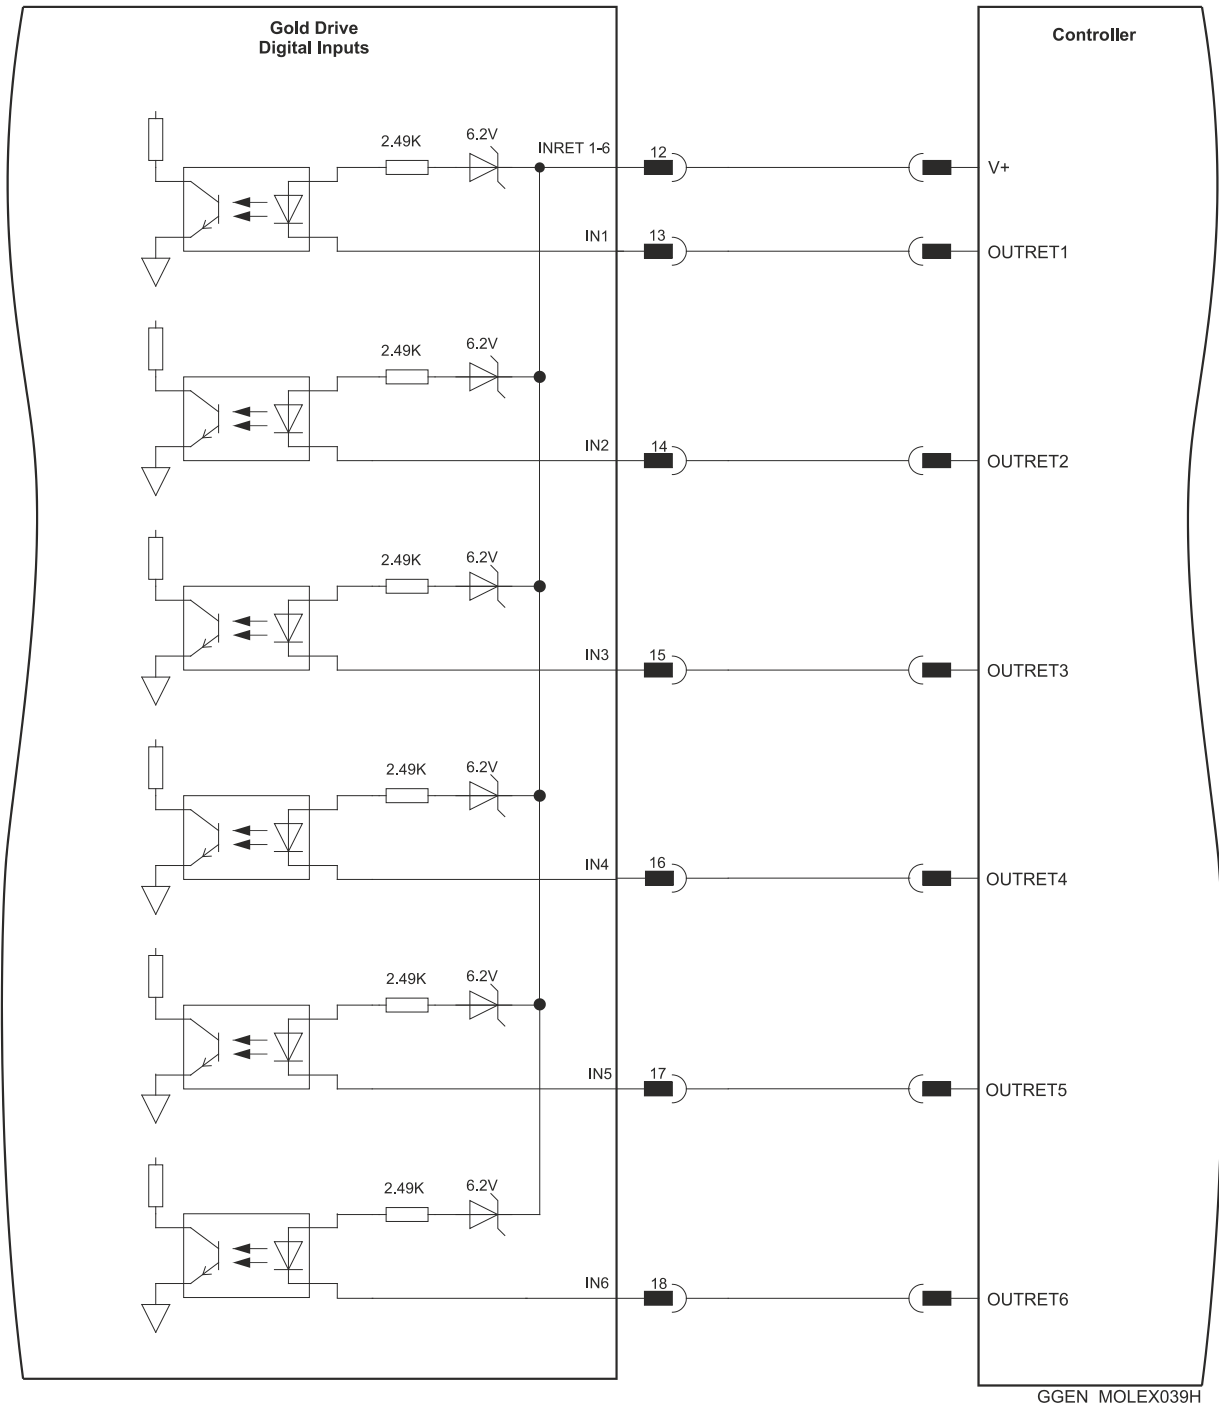 Gold Drive
Digital Inputs
Controller
2.49K
6.2V
INRET 1-6
12
V+
IN1
13
OUTRET1
2.49K
6.2V
IN2
14
OUTRET2
2.49K
6.2V
IN3
15
OUTRET3
2.49K
6.2V
IN4
16
OUTRET4
2.49K
6.2V
IN5
17
OUTRET5
2.49K
6.2V
IN6
18
OUTRET6
GGEN_MOLEX039H